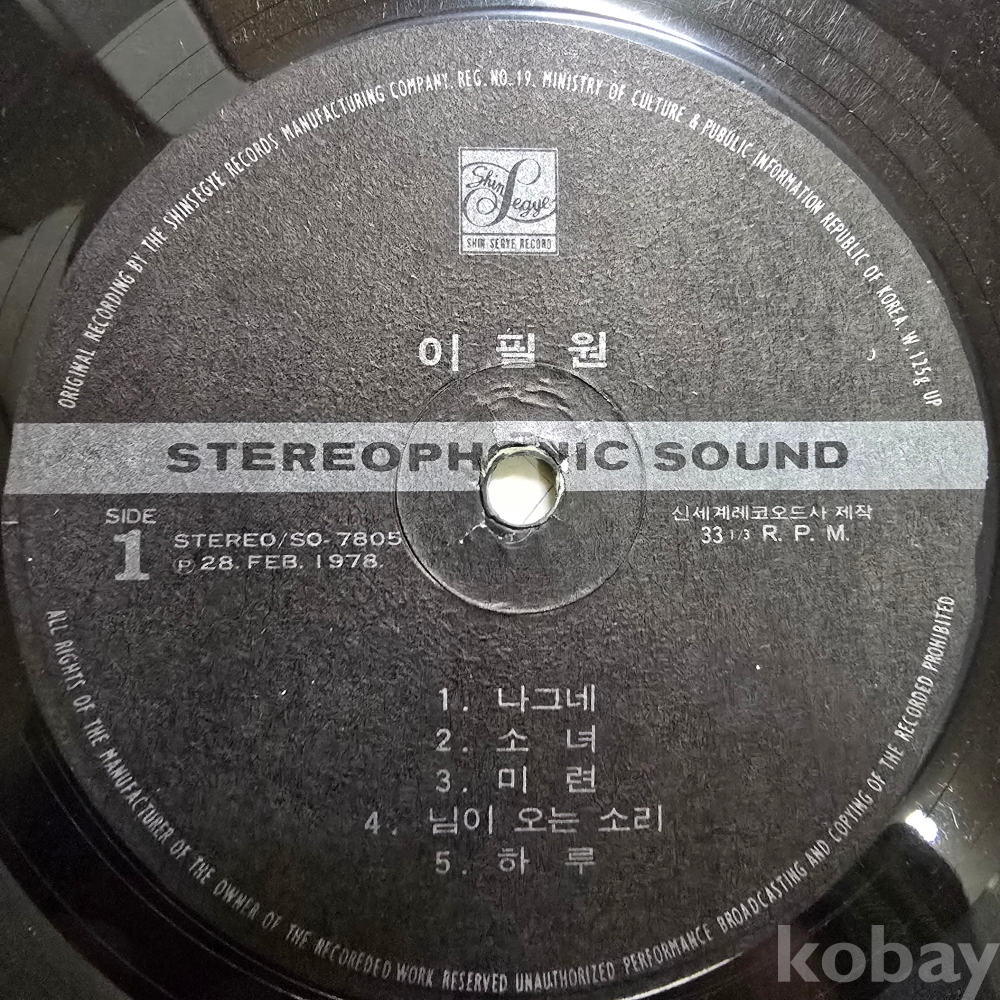 ORIGINAL RECORDING BY THE SHINSEGYE RECORDS MANUFACTURING COMPANY. REG. NO. 19. MINISTRY OF CULTURE & PUBULIC INFORMATION REPUBLIC OF KOREA. W. 125g UP
Shin Segye
SHIN SEGYE RECORD
이 필 원
STEREOPHONIC SOUND
SIDE
1
STEREO/SO-7805
Ⓟ 28. FEB. 1978.
신세계레코오드사 제작
33 1/3 R. P. M.
1. 나그네
2. 소 녀
3. 미 련
4. 님이 오는 소리
5. 하 루
ALL RIGHTS OF THE MANUFACTURER OF THE OWNER OF THE RECOREDED WORK RESERVED UNAUTHORIZED PERFORMANCE BROADCASTING AND COPYING OF THE RECORDED PROHIBITED
kobay